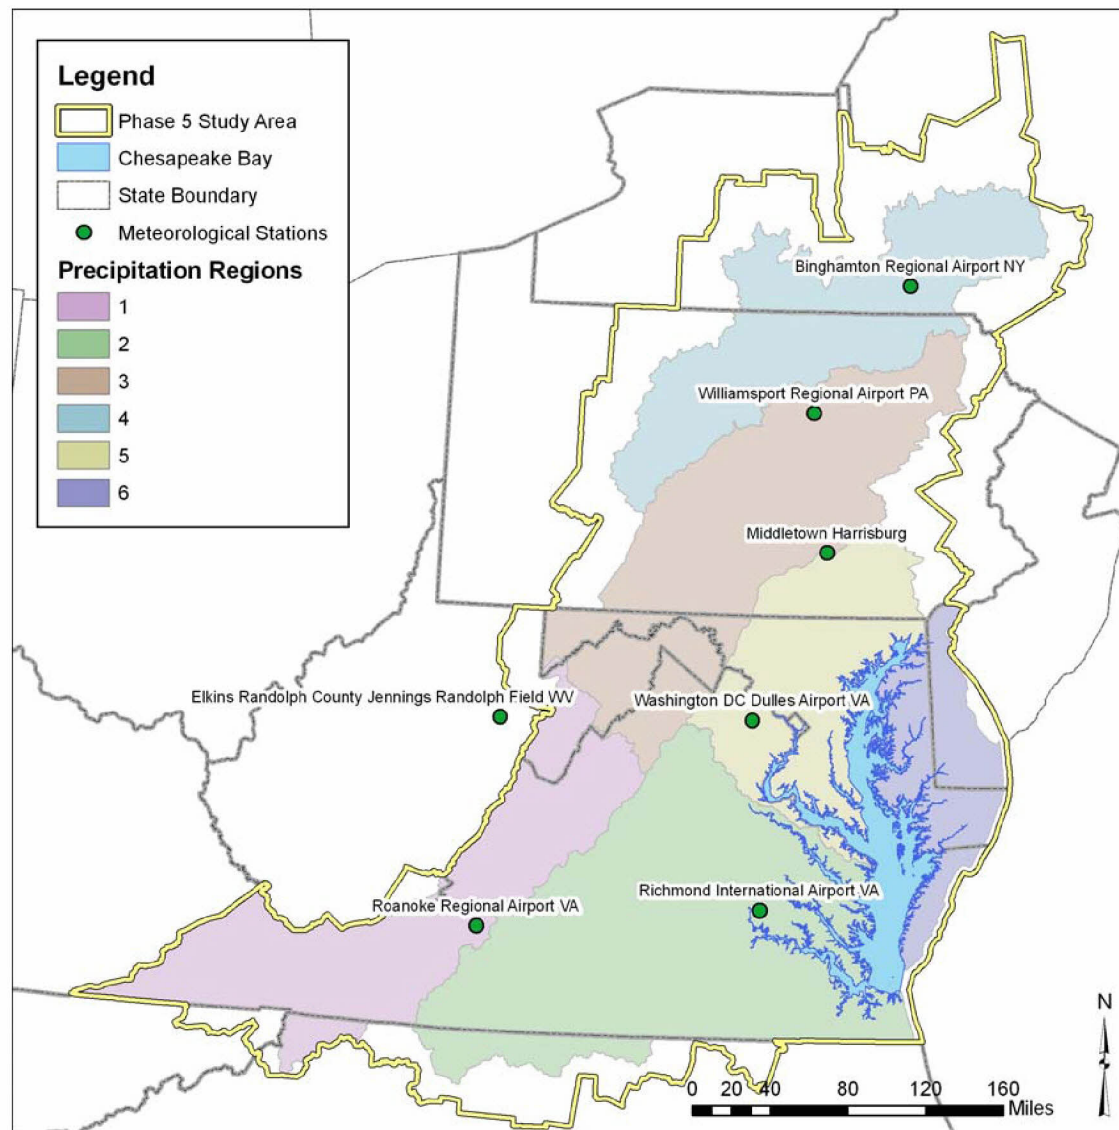 Legend
Phase 5 Study Area
Chesapeake Bay
State Boundary
Meteorological Stations
Precipitation Regions
1
2
3
4
5
6
Binghamton Regional Airport NY
Williamsport Regional Airport PA
Middletown Harrisburg
Elkins Randolph County Jennings Randolph Field WV
Washington DC Dulles Airport VA
Roanoke Regional Airport VA
Richmond International Airport VA
N
0 20 40 80 120 160
Miles